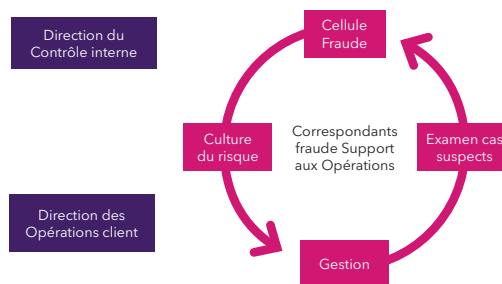 Direction du
Contrôle interne
Cellule
Fraude
Culture
du risque
Correspondants
fraude Support
aux Opérations
Examen cas
suspects
Direction des
Opérations client
Gestion